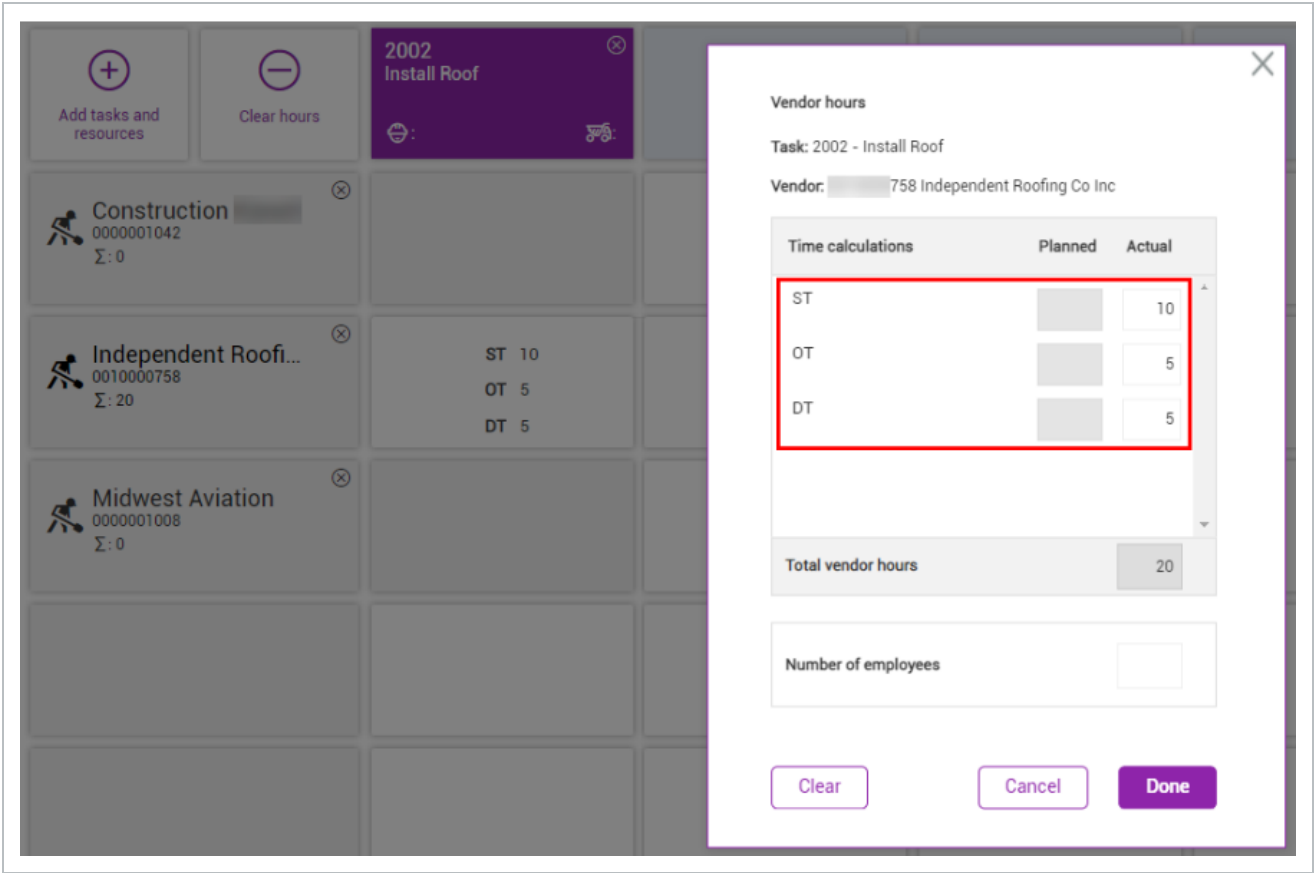 Add tasks and
resources
Clear hours
2002
Install Roof
:
:
Construction
0000001042
Σ: 0
Independent Roofi...
0010000758
Σ: 20
ST 10
OT 5
DT 5
Midwest Aviation
0000001008
Σ: 0
Vendor hours
Task: 2002 - Install Roof
Vendor: 758 Independent Roofing Co Inc
Time calculations Planned Actual
ST 10
OT 5
DT 5
Total vendor hours 20
Number of employees
Clear Cancel Done